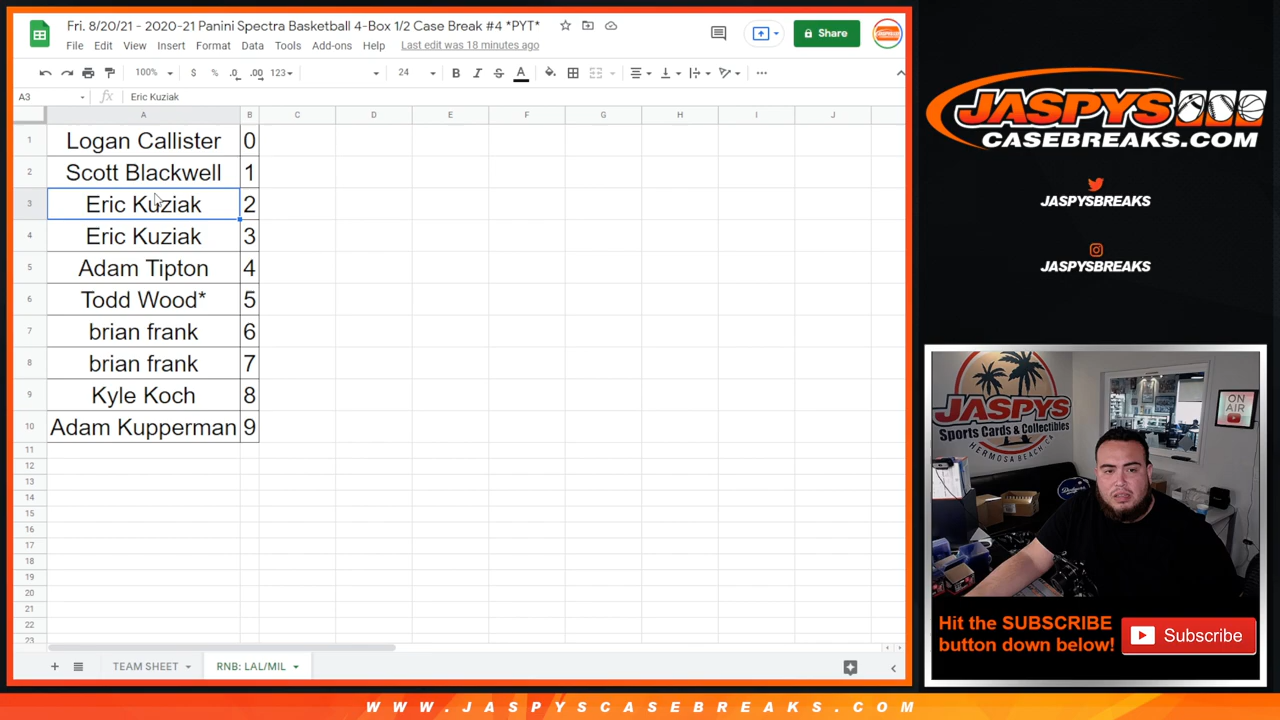 Fri. 8/20/21 - 2020-21 Panini Spectra Basketball 4-Box 1/2 Case Break #4 *PYT*
File Edit View Insert Format Data Tools Add-ons Help Last edit was 18 minutes ago
Share
100% $ % .0 .00 123 24 B I S A
A3 fx Eric Kuziak
A B C D E F G H I J
1 Logan Callister 0
2 Scott Blackwell 1
3 Eric Kuziak 2
4 Eric Kuziak 3
5 Adam Tipton 4
6 Todd Wood* 5
7 brian frank 6
8 brian frank 7
9 Kyle Koch 8
10 Adam Kupperman 9
11
12
13
14
15
16
17
18
19
20
21
22
23
TEAM SHEET RNB: LAL/MIL
JASPYS
CASEBREAKS.COM
JASPYSBREAKS
JASPYSBREAKS
JASPYS
Sports Cards & Collectibles
HERMOSA BEACH CA
ON AIR
Dodgers
Hit the SUBSCRIBE
button down below!
Subscribe
WWW.JASPYSCASEBREAKS.COM